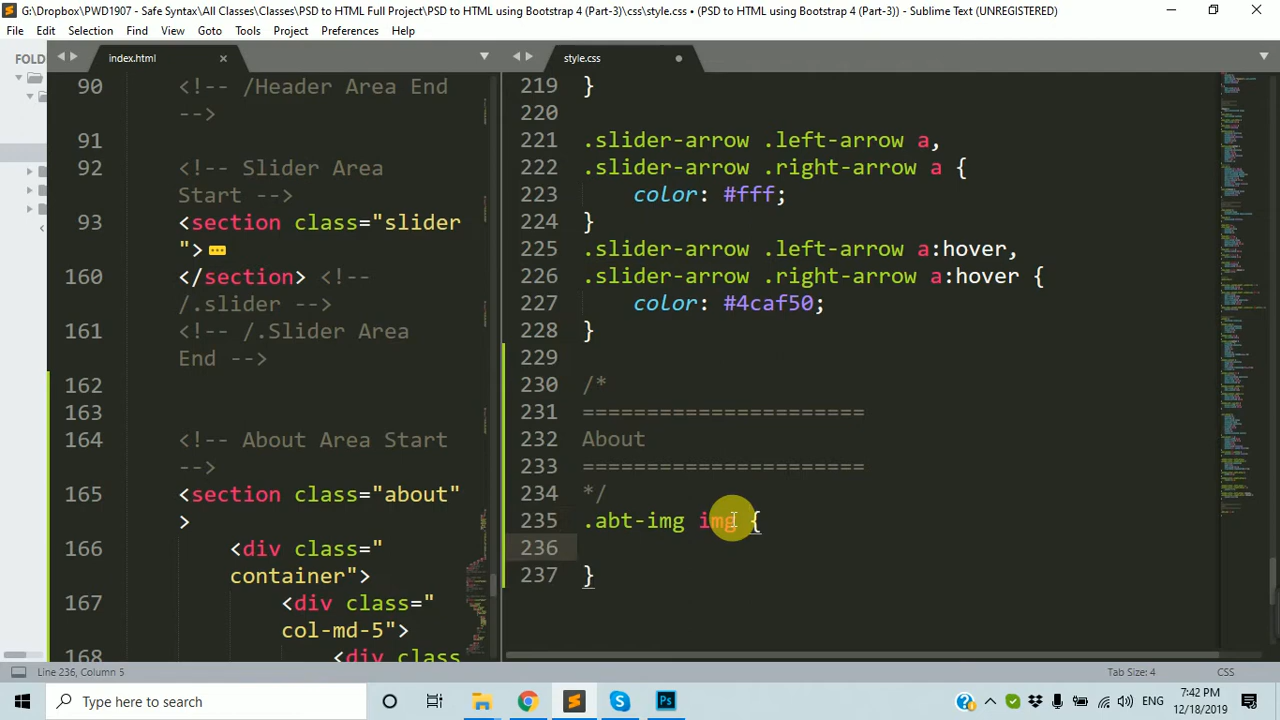 G:\Dropbox\PWD1907 - Safe Syntax\All Classes\Classes\PSD to HTML Full Project\PSD to HTML using Bootstrap 4 (Part-3)\css\style.css • (PSD to HTML using Bootstrap 4 (Part-3)) - Sublime Text (UNREGISTERED)
File Edit Selection Find View Goto Tools Project Preferences Help
FOLD
index.html
90 <!-- /Header Area End
-->
91
92 <!-- Slider Area
Start -->
93 <section class="slider
">
160 </section> <!--
/.slider -->
161 <!-- /.Slider Area
End -->
162
163
164 <!-- About Area Start
-->
165 <section class="about"
>
166 <div class="
container">
167 <div class="
col-md-5">
168 <div class
style.css
219 }
220
221 .slider-arrow .left-arrow a,
222 .slider-arrow .right-arrow a {
223 color: #fff;
224 }
225 .slider-arrow .left-arrow a:hover,
226 .slider-arrow .right-arrow a:hover {
227 color: #4caf50;
228 }
229
230 /*
231 ======================
232 About
233 ======================
234 */
235 .abt-img img {
236
237 }
Line 236, Column 5
Tab Size: 4
CSS
Type here to search
ENG
7:42 PM
12/18/2019